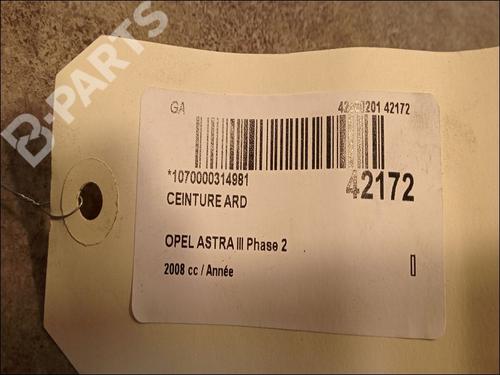 B-PARTS
GA 42172
*1070000314981
42172
CEINTURE ARD
OPEL ASTRA III Phase 2
2008 cc / Année